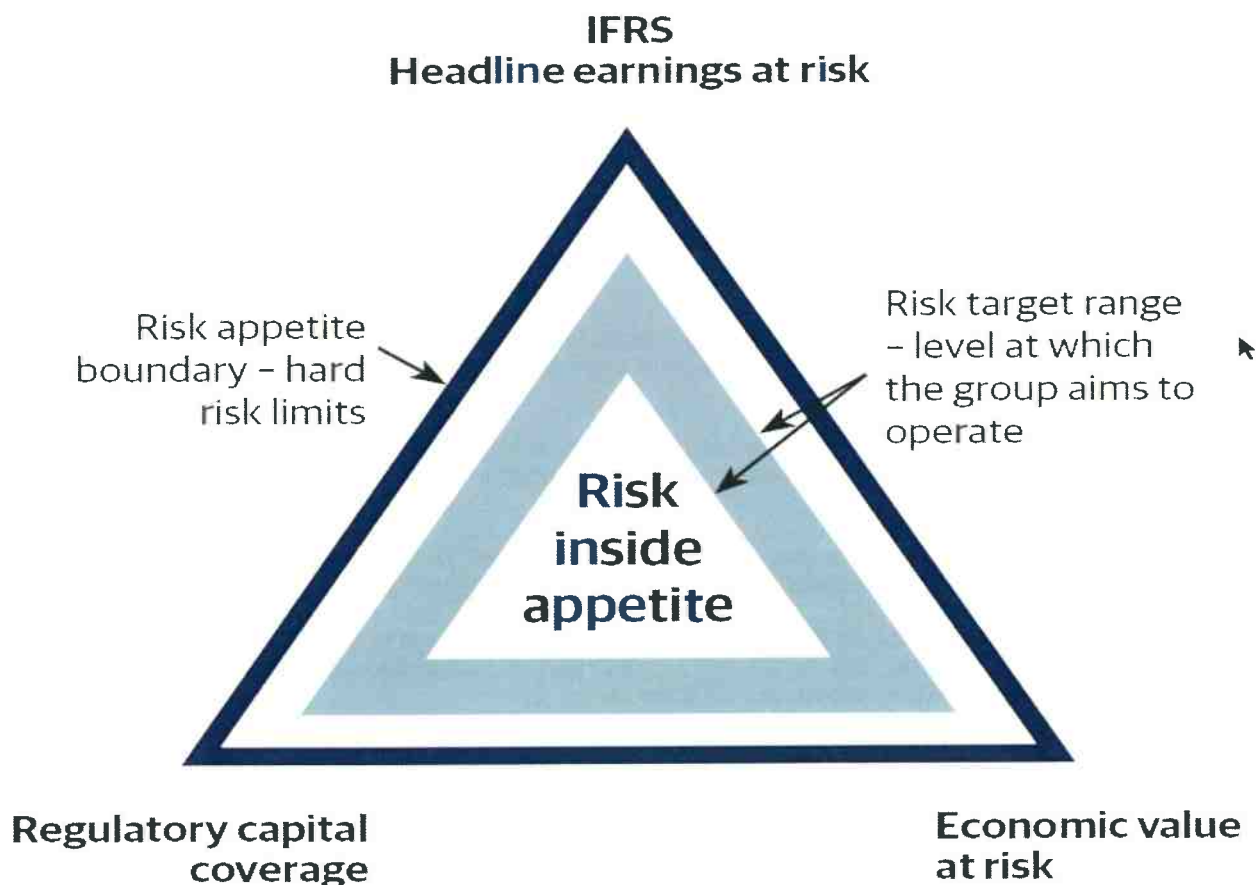 IFRS
Headline earnings at risk
Risk appetite
boundary – hard
risk limits
Risk target range
– level at which
the group aims to
operate
Risk
inside
appetite
Regulatory capital
coverage
Economic value
at risk